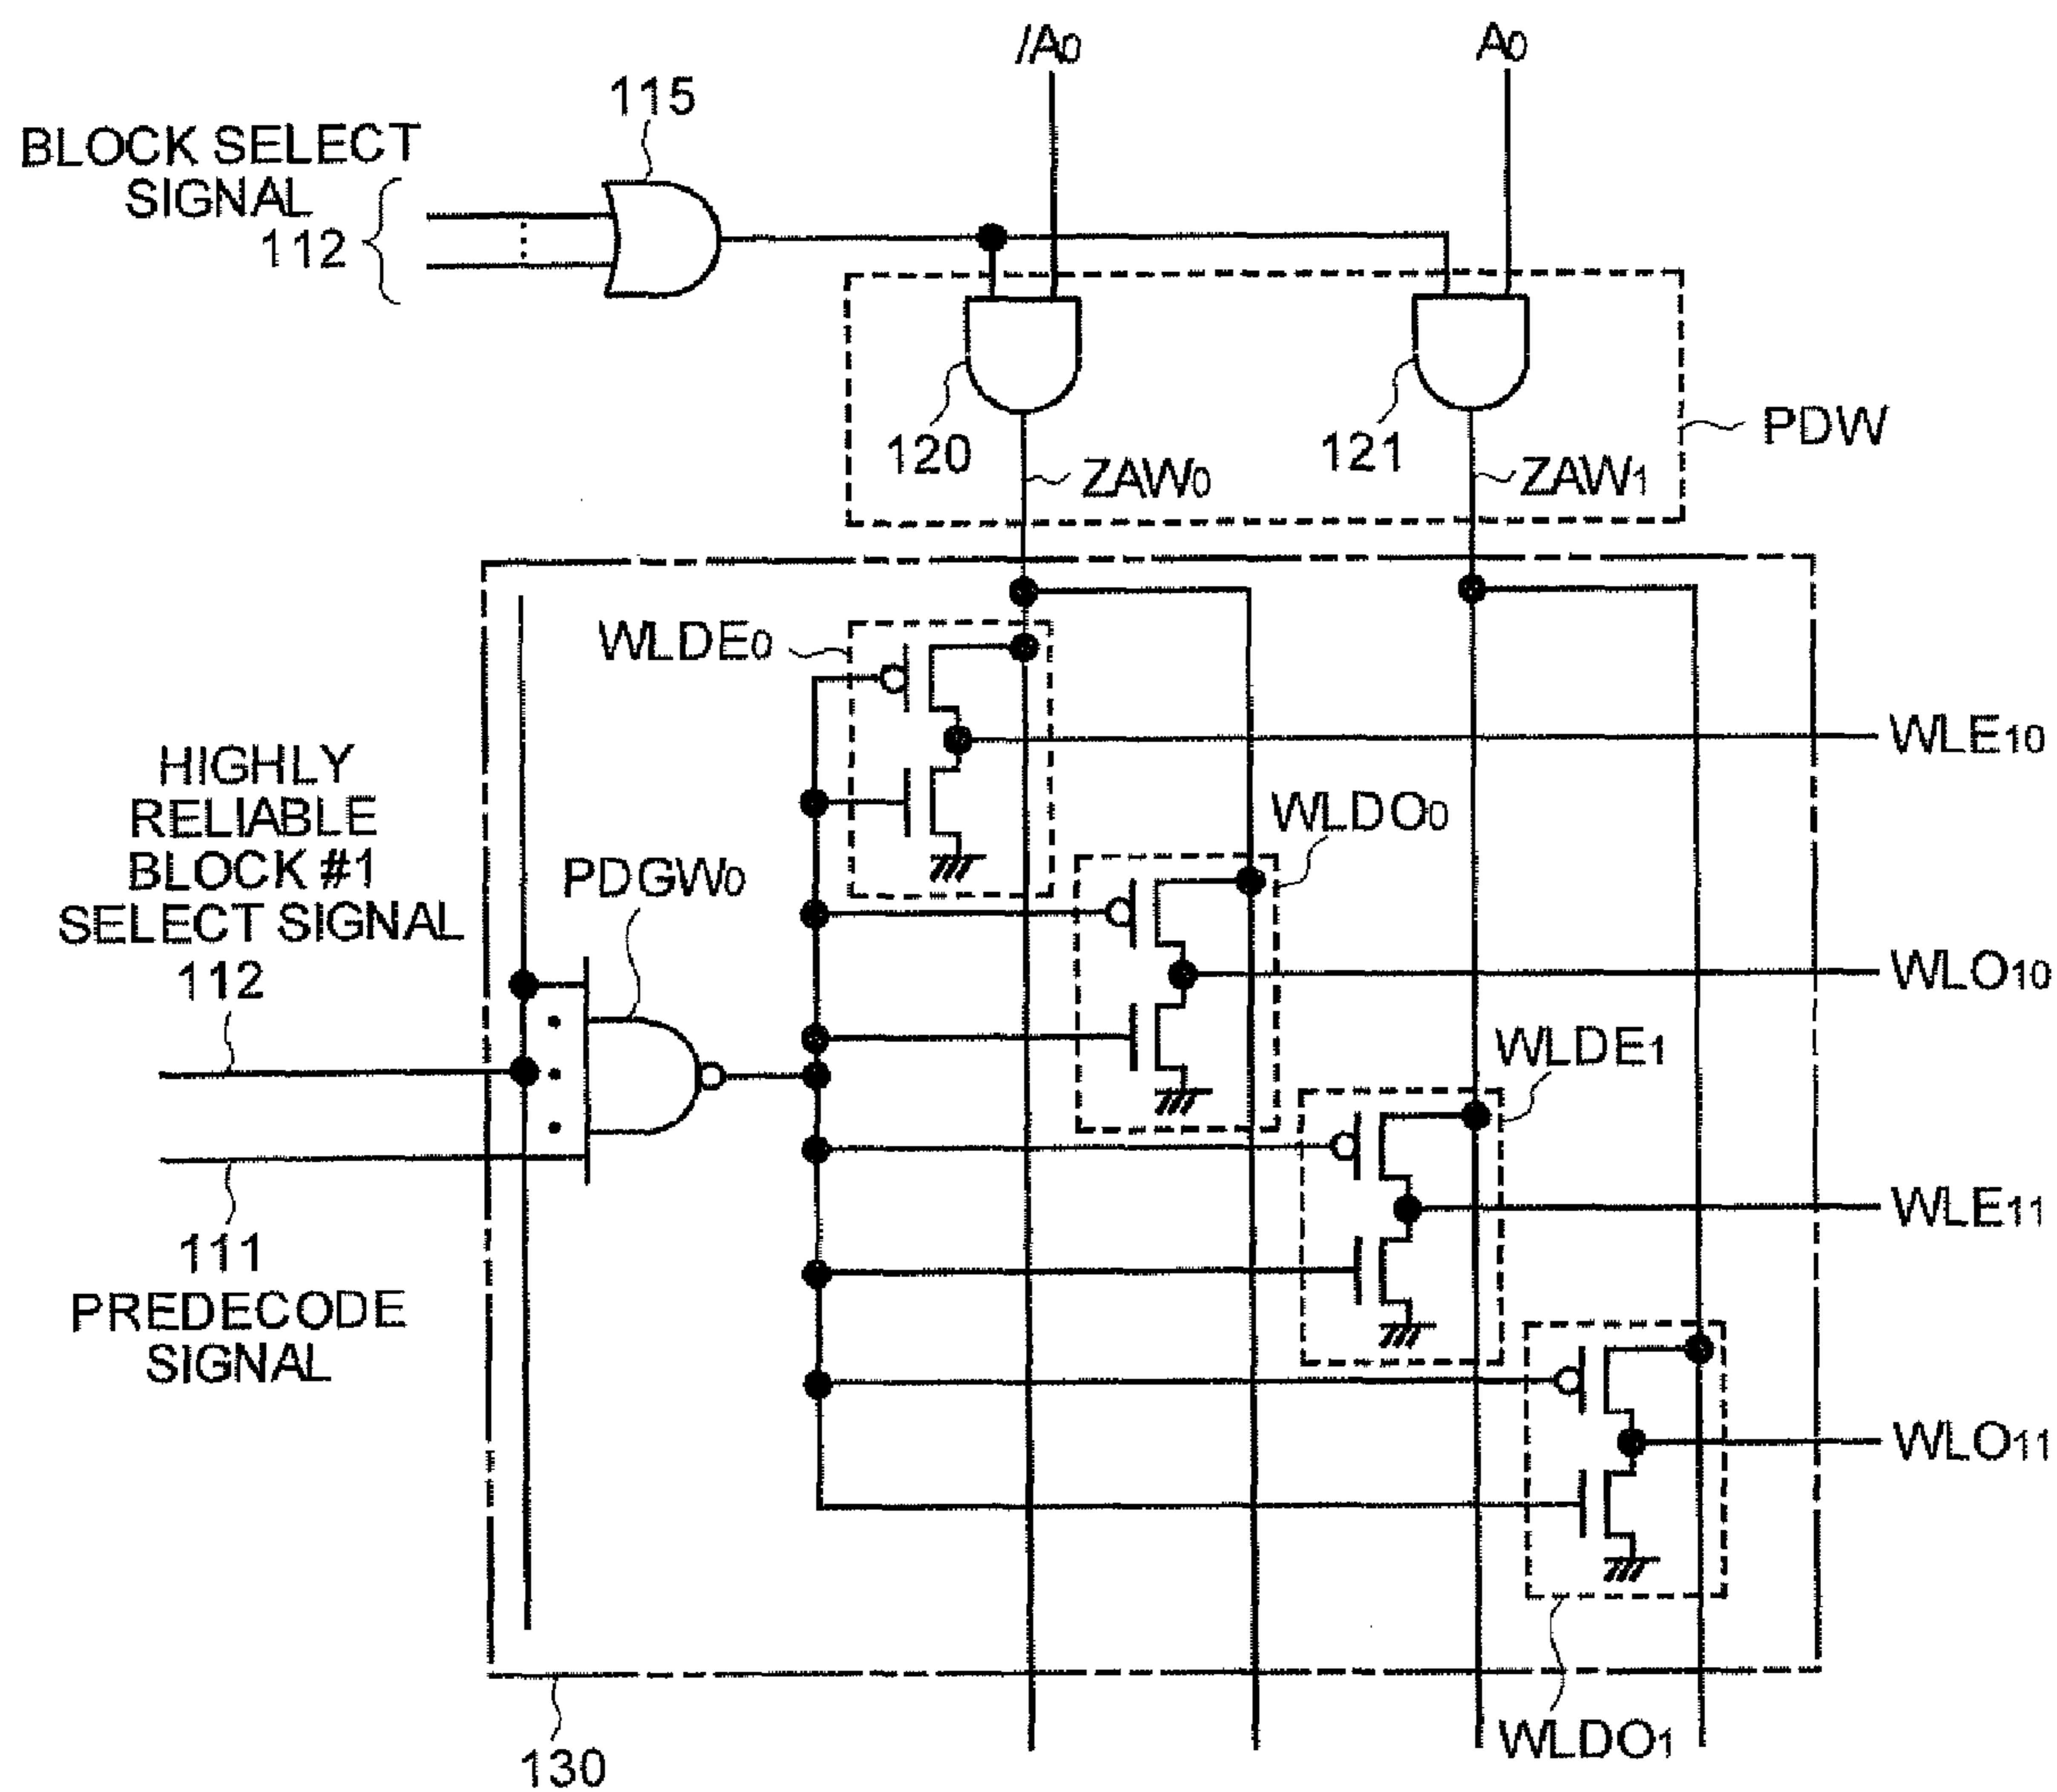 /A0
A0
115
BLOCK SELECT
SIGNAL
112
120
121
PDW
ZAW0
ZAW1
WLDE0
WLE10
HIGHLY
RELIABLE
BLOCK #1
SELECT SIGNAL
112
PDGW0
WLDO0
WLO10
WLDE1
WLE11
111
PREDECODE
SIGNAL
WLO11
WLDO1
130